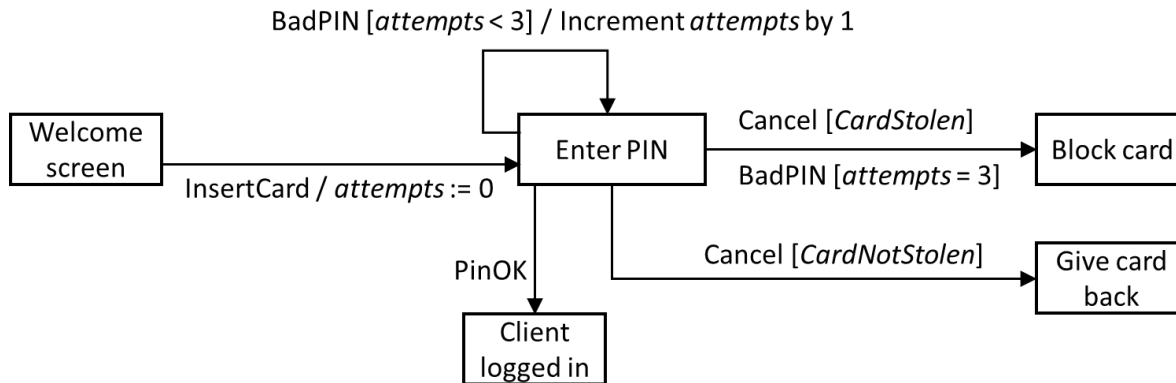 BadPIN [attempts < 3] / Increment attempts by 1
Welcome
screen
InsertCard / attempts := 0
Enter PIN
Cancel [CardStolen]
BadPIN [attempts = 3]
Block card
Cancel [CardNotStolen]
Give card
back
PinOK
Client
logged in